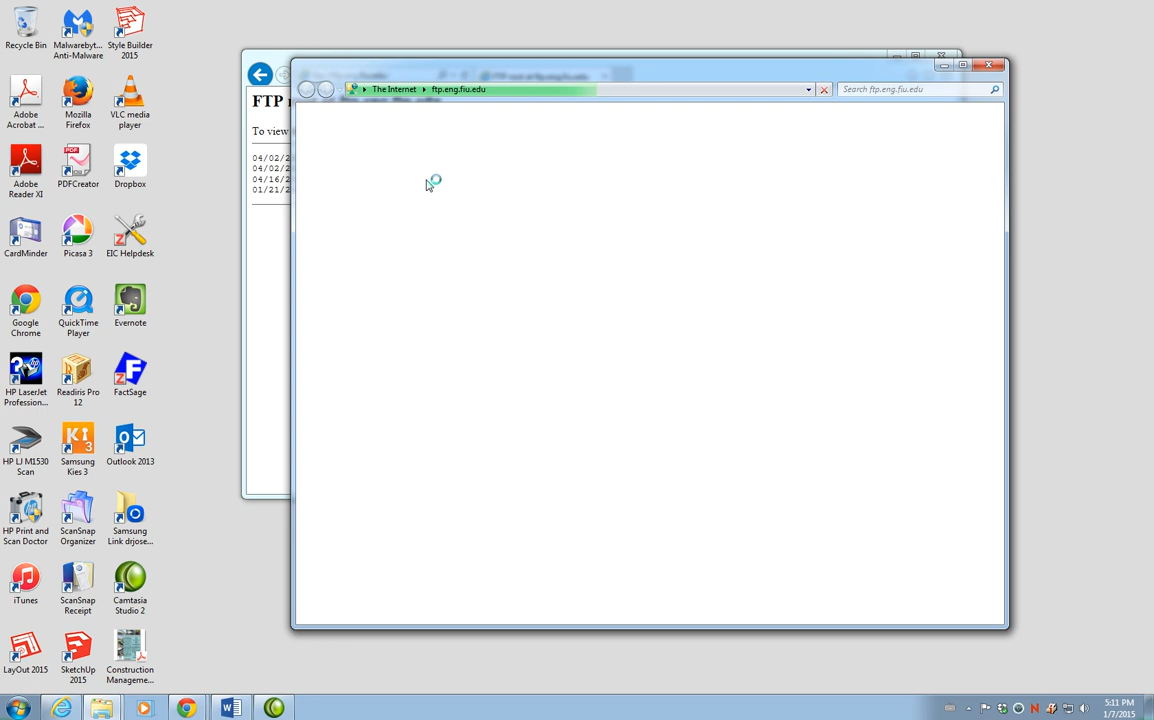 Recycle Bin
Malwarebyt...
Anti-Malware
Style Builder
2015
Adobe
Acrobat ...
Mozilla
Firefox
VLC media
player
Adobe
Reader XI
PDFCreator
Dropbox
CardMinder
Picasa 3
EIC Helpdesk
Google
Chrome
QuickTime
Player
Evernote
HP LaserJet
Profession...
Readiris Pro
12
FactSage
HP LJ M1530
Scan
Samsung
Kies 3
Outlook 2013
HP Print and
Scan Doctor
ScanSnap
Organizer
Samsung
Link drjose...
iTunes
ScanSnap
Receipt
Camtasia
Studio 2
LayOut 2015
SketchUp
2015
Construction
Manageme...
FTP
To view
04/02/2
04/02/2
04/16/2
01/21/2
The Internet
ftp.eng.fiu.edu
Search ftp.eng.fiu.edu
5:11 PM
1/7/2015